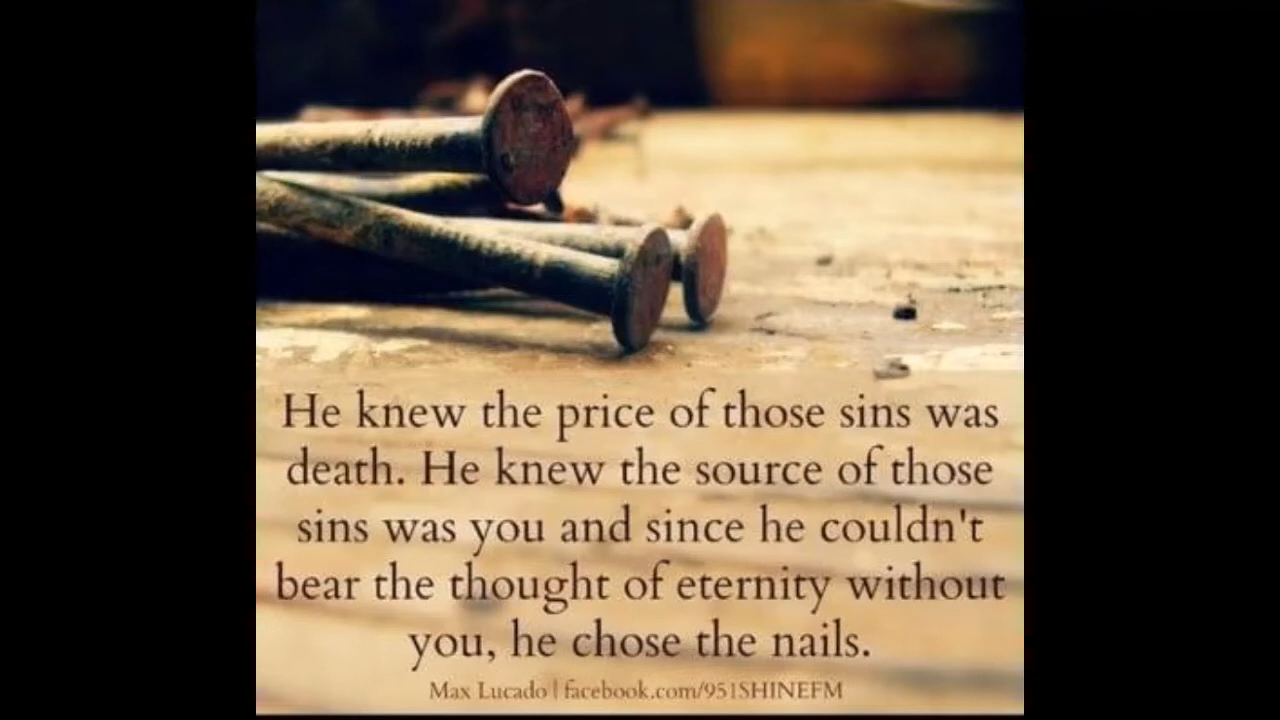 He knew the price of those sins was
death. He knew the source of those
sins was you and since he couldn't
bear the thought of eternity without
you, he chose the nails.
Max Lucado | facebook.com/951SHINEFM